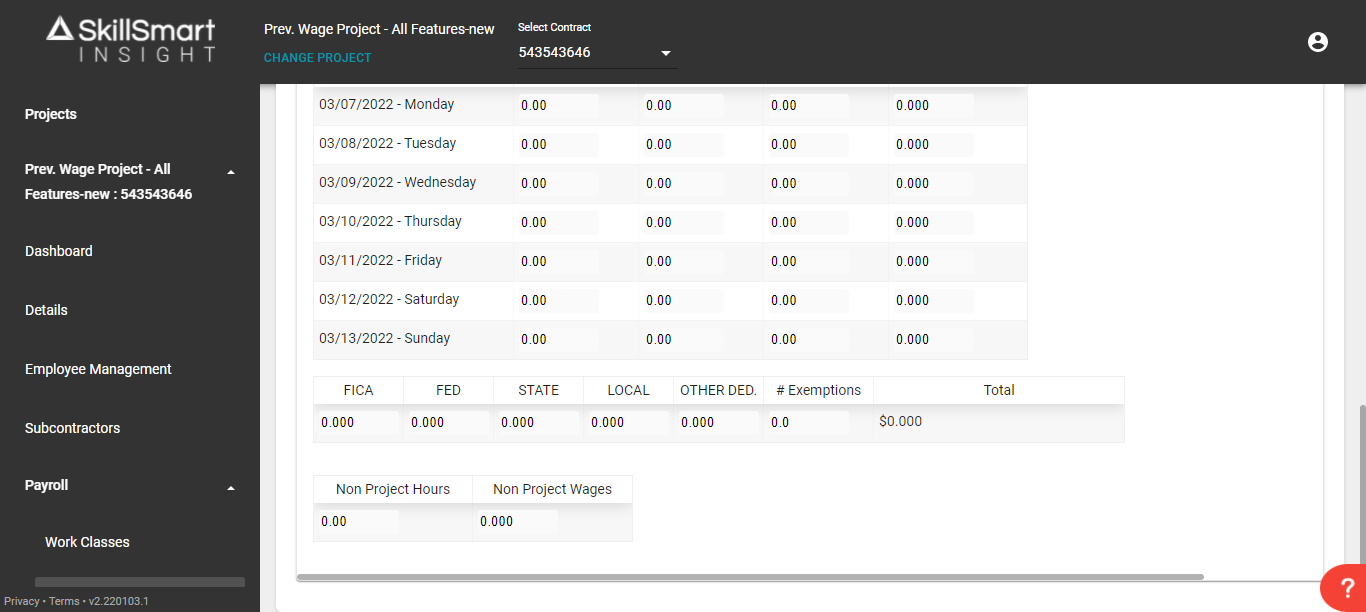 SkillSmart
INSIGHT
Prev. Wage Project - All Features-new
CHANGE PROJECT
Select Contract
543543646
Projects
Prev. Wage Project - All
Features-new : 543543646
Dashboard
Details
Employee Management
Subcontractors
Payroll
Work Classes
Privacy • Terms • v2.220103.1
03/07/2022 - Monday 0.00 0.00 0.00 0.000
03/08/2022 - Tuesday 0.00 0.00 0.00 0.000
03/09/2022 - Wednesday 0.00 0.00 0.00 0.000
03/10/2022 - Thursday 0.00 0.00 0.00 0.000
03/11/2022 - Friday 0.00 0.00 0.00 0.000
03/12/2022 - Saturday 0.00 0.00 0.00 0.000
03/13/2022 - Sunday 0.00 0.00 0.00 0.000
FICA FED STATE LOCAL OTHER DED. # Exemptions Total
0.000 0.000 0.000 0.000 0.000 0.0 $0.000
Non Project Hours Non Project Wages
0.00 0.000
?